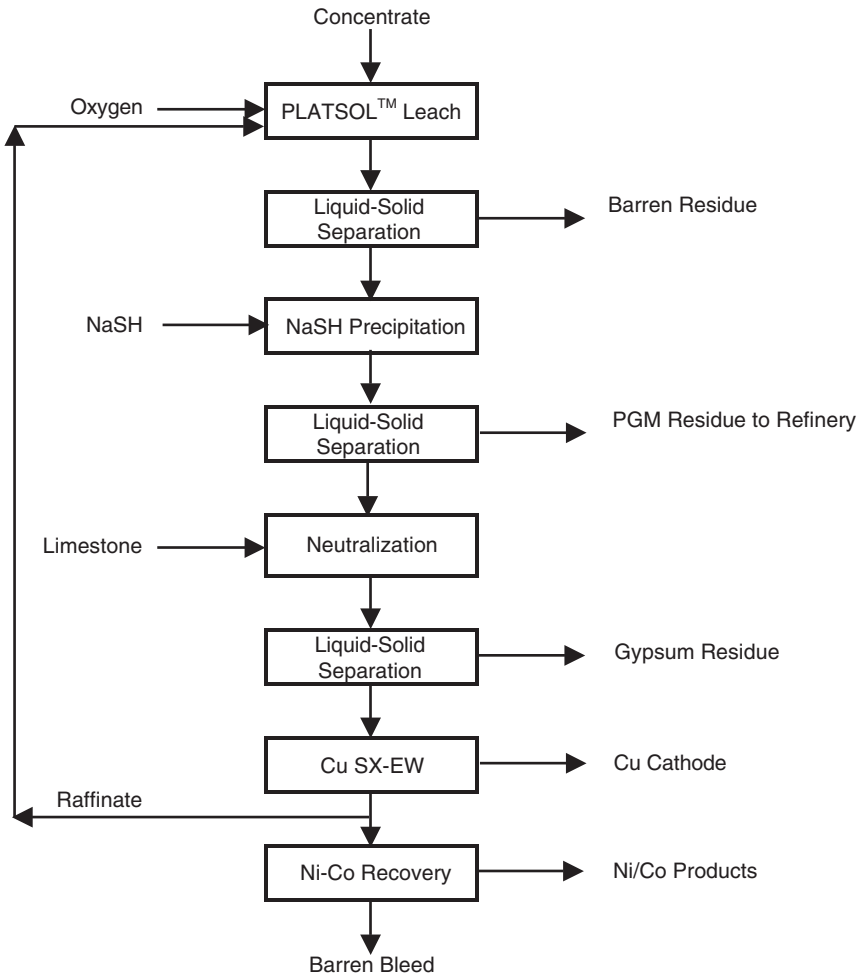 Concentrate
Oxygen
PLATSOL™ Leach
Liquid-Solid
Separation
Barren Residue
NaSH
NaSH Precipitation
Liquid-Solid
Separation
PGM Residue to Refinery
Limestone
Neutralization
Liquid-Solid
Separation
Gypsum Residue
Cu SX-EW
Cu Cathode
Raffinate
Ni-Co Recovery
Ni/Co Products
Barren Bleed